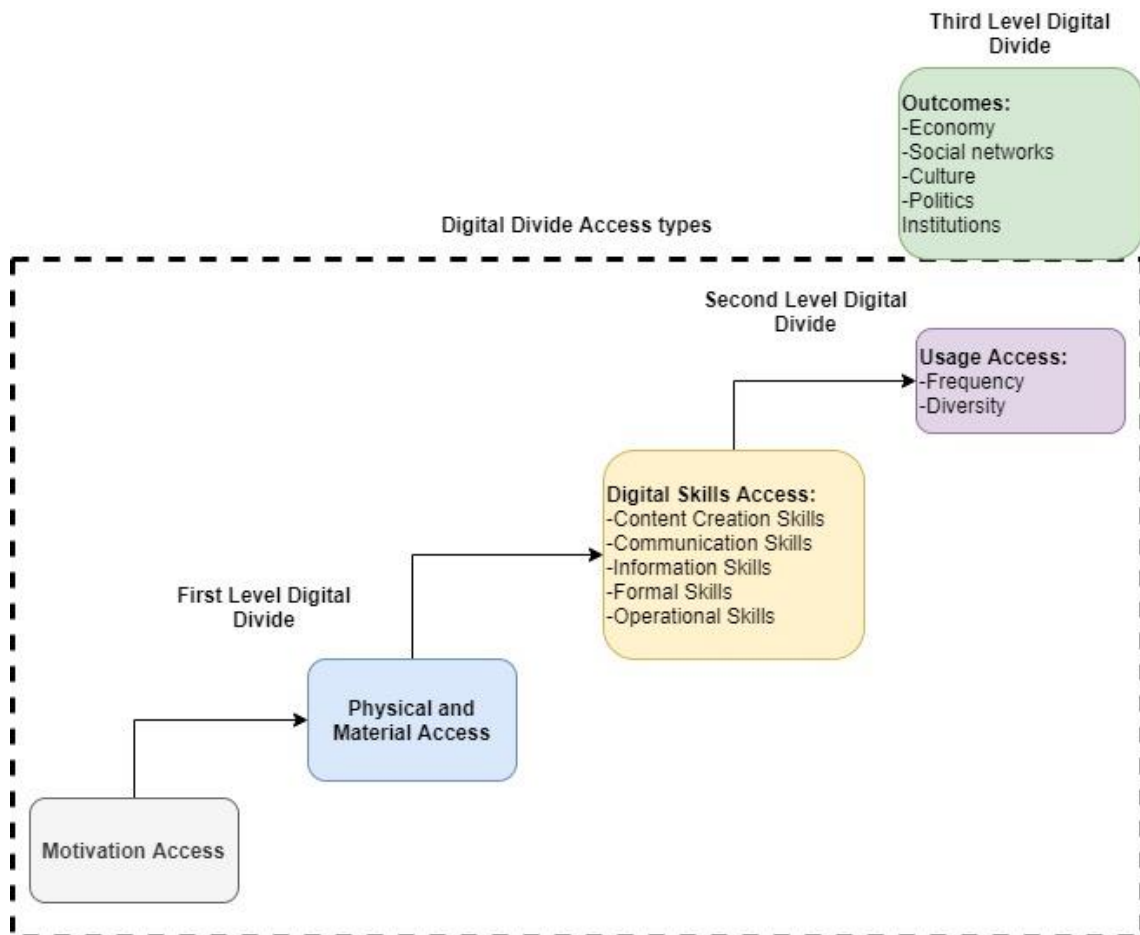 Third Level Digital
Divide
Outcomes:
-Economy
-Social networks
-Culture
-Politics
Institutions
Digital Divide Access types
Second Level Digital
Divide
Usage Access:
-Frequency
-Diversity
Digital Skills Access:
-Content Creation Skills
-Communication Skills
-Information Skills
-Formal Skills
-Operational Skills
First Level Digital
Divide
Physical and
Material Access
Motivation Access